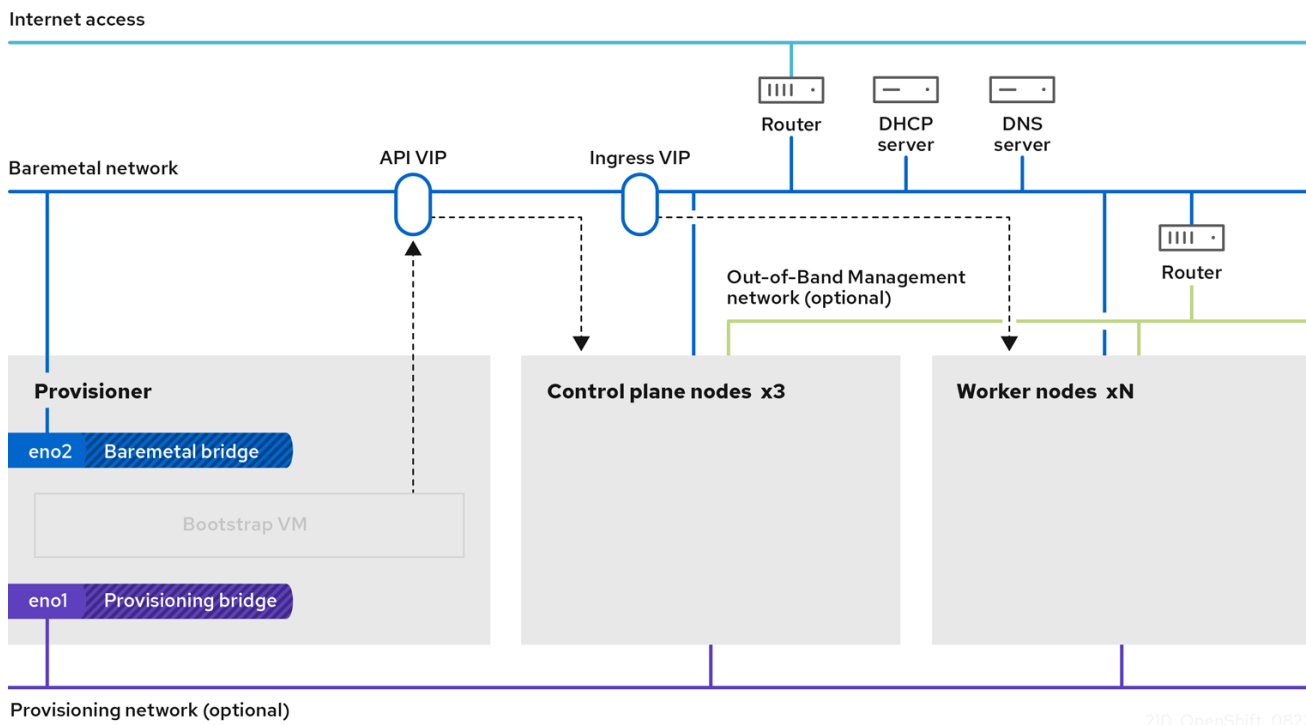 Internet access
Router
DHCP
server
DNS
server
Baremetal network
API VIP
Ingress VIP
Router
Out-of-Band Management
network (optional)
Provisioner
Control plane nodes x3
Worker nodes xN
eno2
Baremetal bridge
Bootstrap VM
eno1
Provisioning bridge
Provisioning network (optional)
210_OpenShift_082